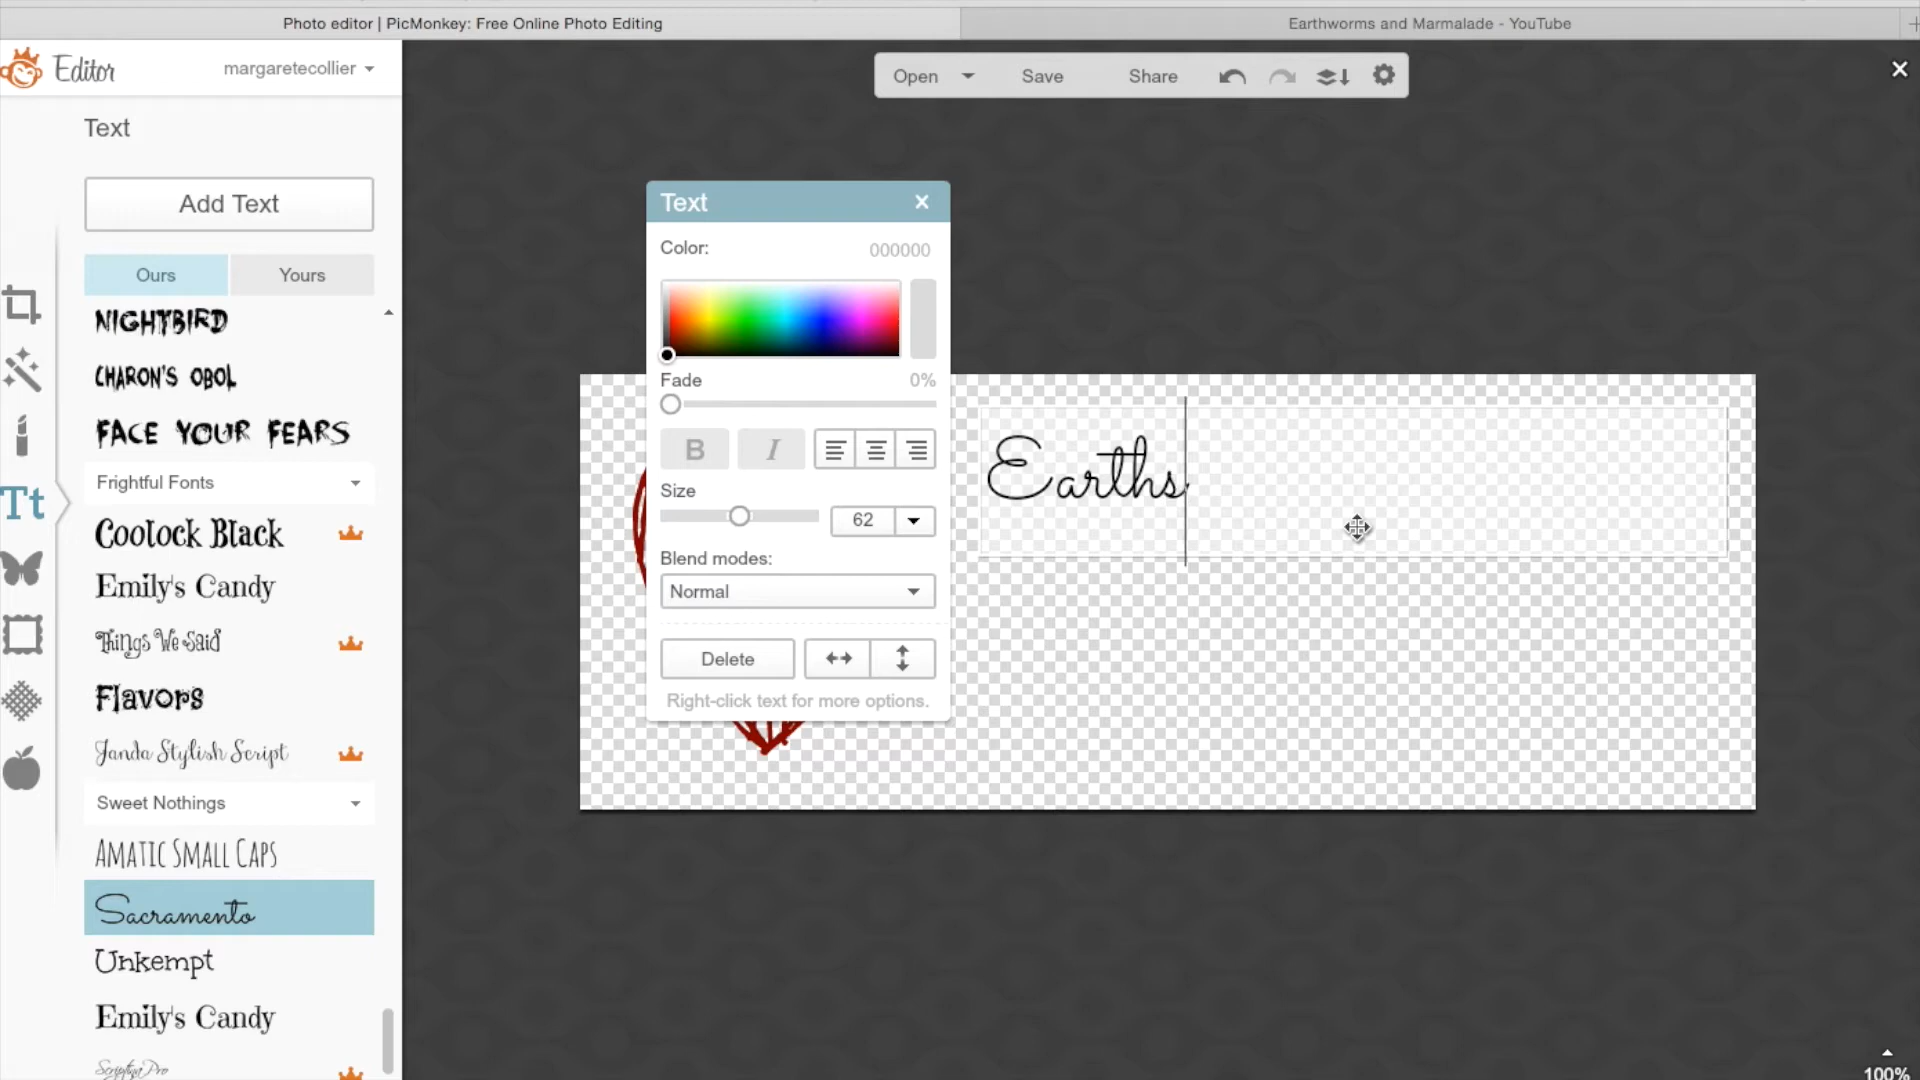 Photo editor | PicMonkey: Free Online Photo Editing
Earthworms and Marmalade - YouTube
Editor
margaretecollier
Open
Save
Share
Text
Add Text
Ours
Yours
NIGHTBIRD
CHARON'S OBOL
FACE YOUR FEARS
Frightful Fonts
Coolock Black
Emily's Candy
Things We Said
Flavors
Janda Stylish Script
Sweet Nothings
AMATIC SMALL CAPS
Sacramento
Unkempt
Emily's Candy
Scriptina Pro
Tt
Text
Color:
000000
Fade
0%
B
I
Size
62
Blend modes:
Normal
Delete
Right-click text for more options.
Earths
100%